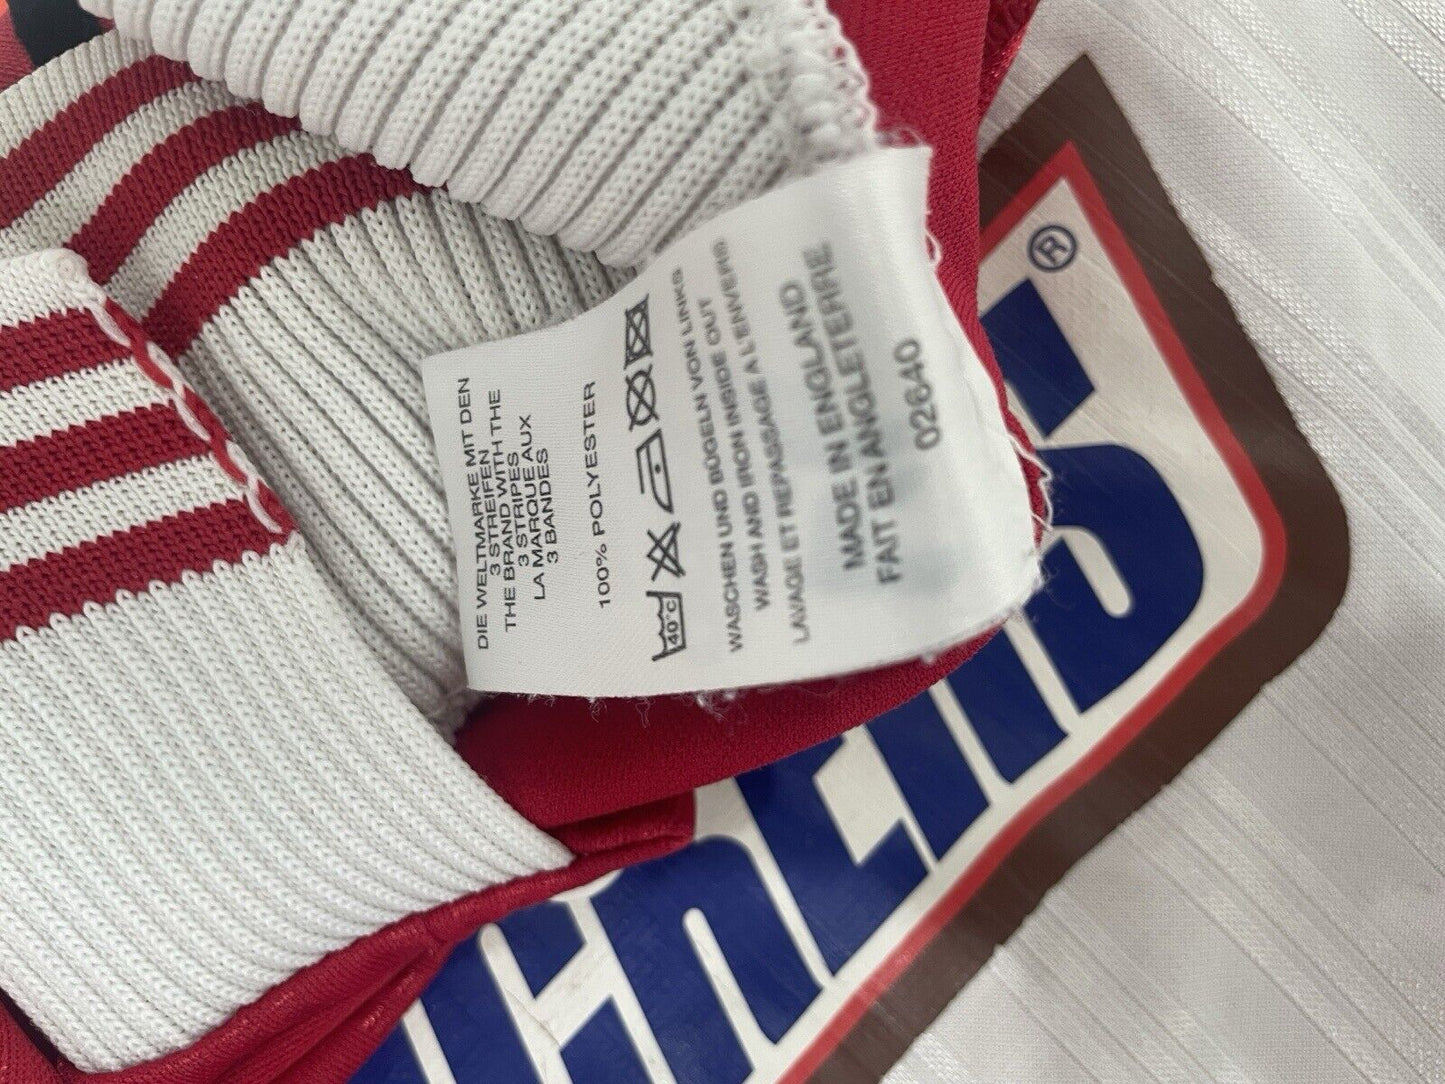 DIE WELTMARKE MIT DEN
3 STREIFEN
THE BRAND WITH THE
3 STRIPES
LA MARQUE AUX
3 BANDES
100% POLYESTER
40°C
WASCHEN UND BÜGELN VON LINKS
WASH AND IRON INSIDE OUT
LAVAGE ET REPASSAGE A L'ENVERS
MADE IN ENGLAND
FAIT EN ANGLETERRE
02640
®